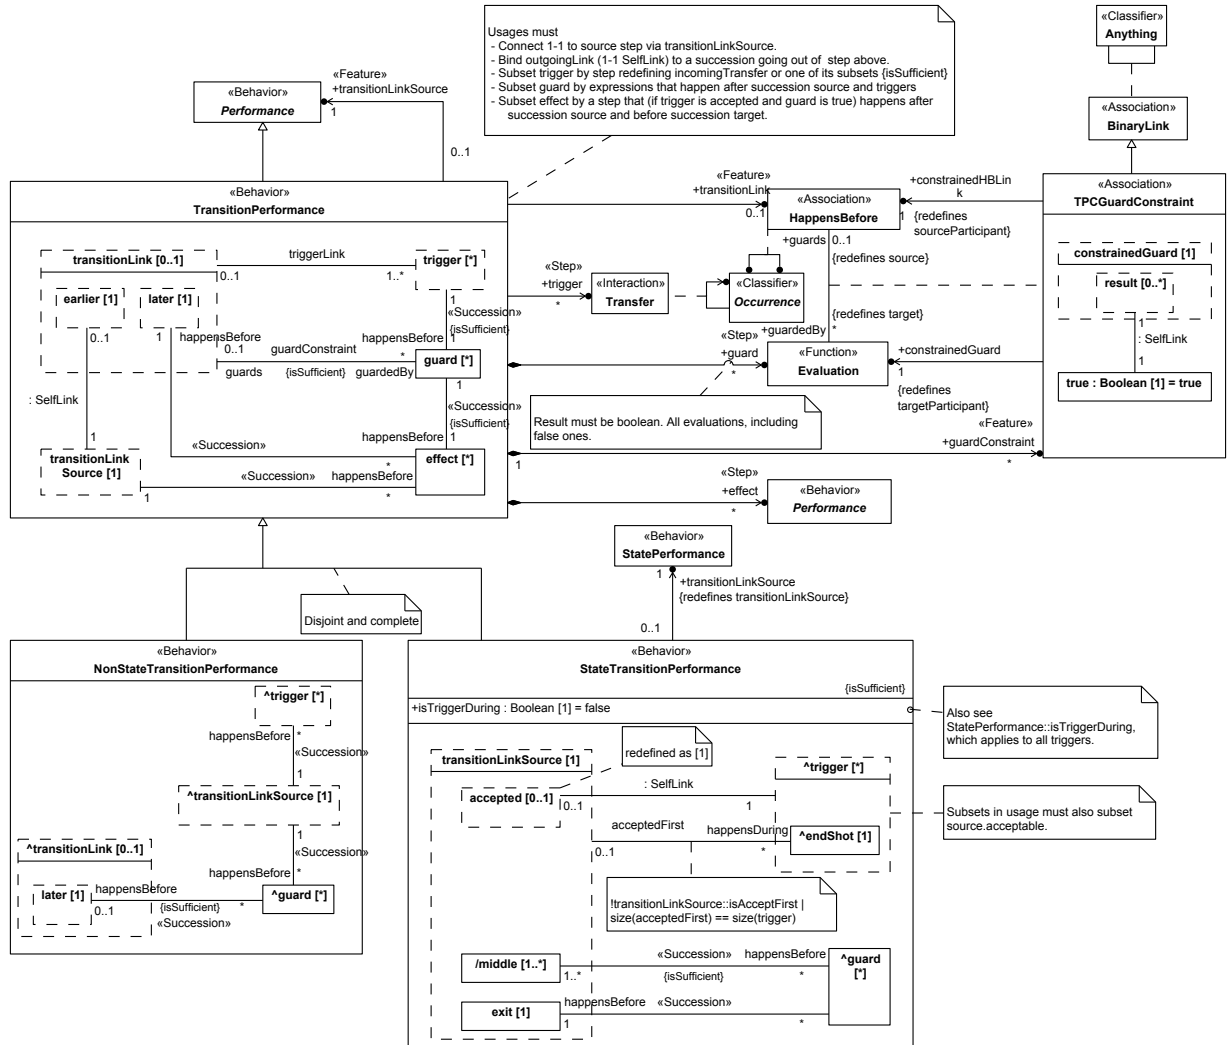 Usages must
- Connect 1-1 to source step via transitionLinkSource.
- Bind outgoingLink (1-1 SelfLink) to a succession going out of step above.
- Subset trigger by step redefining incomingTransfer or one of its subsets {isSufficient}
- Subset guard by expressions that happen after succession source and triggers
- Subset effect by a step that (if trigger is accepted and guard is true) happens after
succession source and before succession target.
«Classifier»
Anything
«Association»
BinaryLink
«Behavior»
Performance
«Feature»
+transitionLinkSource
1
0..1
«Behavior»
TransitionPerformance
transitionLink [0..1]
0..1
triggerLink
1..*
trigger [*]
earlier [1]
0..1
later [1]
1
happensBefore
1
«Succession»
{isSufficient}
happensBefore
1
0..1
guards
guardConstraint
{isSufficient}
*
guardedBy
guard [*]
1
«Succession»
{isSufficient}
happensBefore
1
: SelfLink
1
«Succession»
*
effect [*]
transitionLink
Source [1]
1
«Succession»
happensBefore
*
«Feature»
+transitionLink
0..1
«Association»
HappensBefore
+constrainedHBLin
k
1
{redefines
sourceParticipant}
+guards
0..1
{redefines source}
«Step»
+trigger
*
«Interaction»
Transfer
«Classifier»
Occurrence
{redefines target}
+guardedBy
*
«Step»
+guard
*
«Function»
Evaluation
+constrainedGuard
1
{redefines
targetParticipant}
Result must be boolean. All evaluations, including
false ones.
1
«Feature»
+guardConstraint
*
«Association»
TPCGuardConstraint
constrainedGuard [1]
result [0..*]
1
: SelfLink
1
true : Boolean [1] = true
«Step»
+effect
*
«Behavior»
Performance
«Behavior»
StatePerformance
1
+transitionLinkSource
{redefines transitionLinkSource}
0..1
Disjoint and complete
«Behavior»
NonStateTransitionPerformance
^trigger [*]
happensBefore
*
«Succession»
1
^transitionLinkSource [1]
1
«Succession»
happensBefore
*
^transitionLink [0..1]
later [1]
happensBefore
0..1
{isSufficient}
«Succession»
*
^guard [*]
«Behavior»
StateTransitionPerformance
{isSufficient}
+isTriggerDuring : Boolean [1] = false
redefined as [1]
transitionLinkSource [1]
^trigger [*]
accepted [0..1]
0..1
: SelfLink
1
acceptedFirst
0..1
happensDuring
*
^endShot [1]
!transitionLinkSource::isAcceptFirst |
size(acceptedFirst) == size(trigger)
/middle [1..*]
1..*
«Succession»
{isSufficient}
happensBefore
*
^guard
[*]
exit [1]
happensBefore
1
«Succession»
*
Also see
StatePerformance::isTriggerDuring,
which applies to all triggers.
Subsets in usage must also subset
source.acceptable.